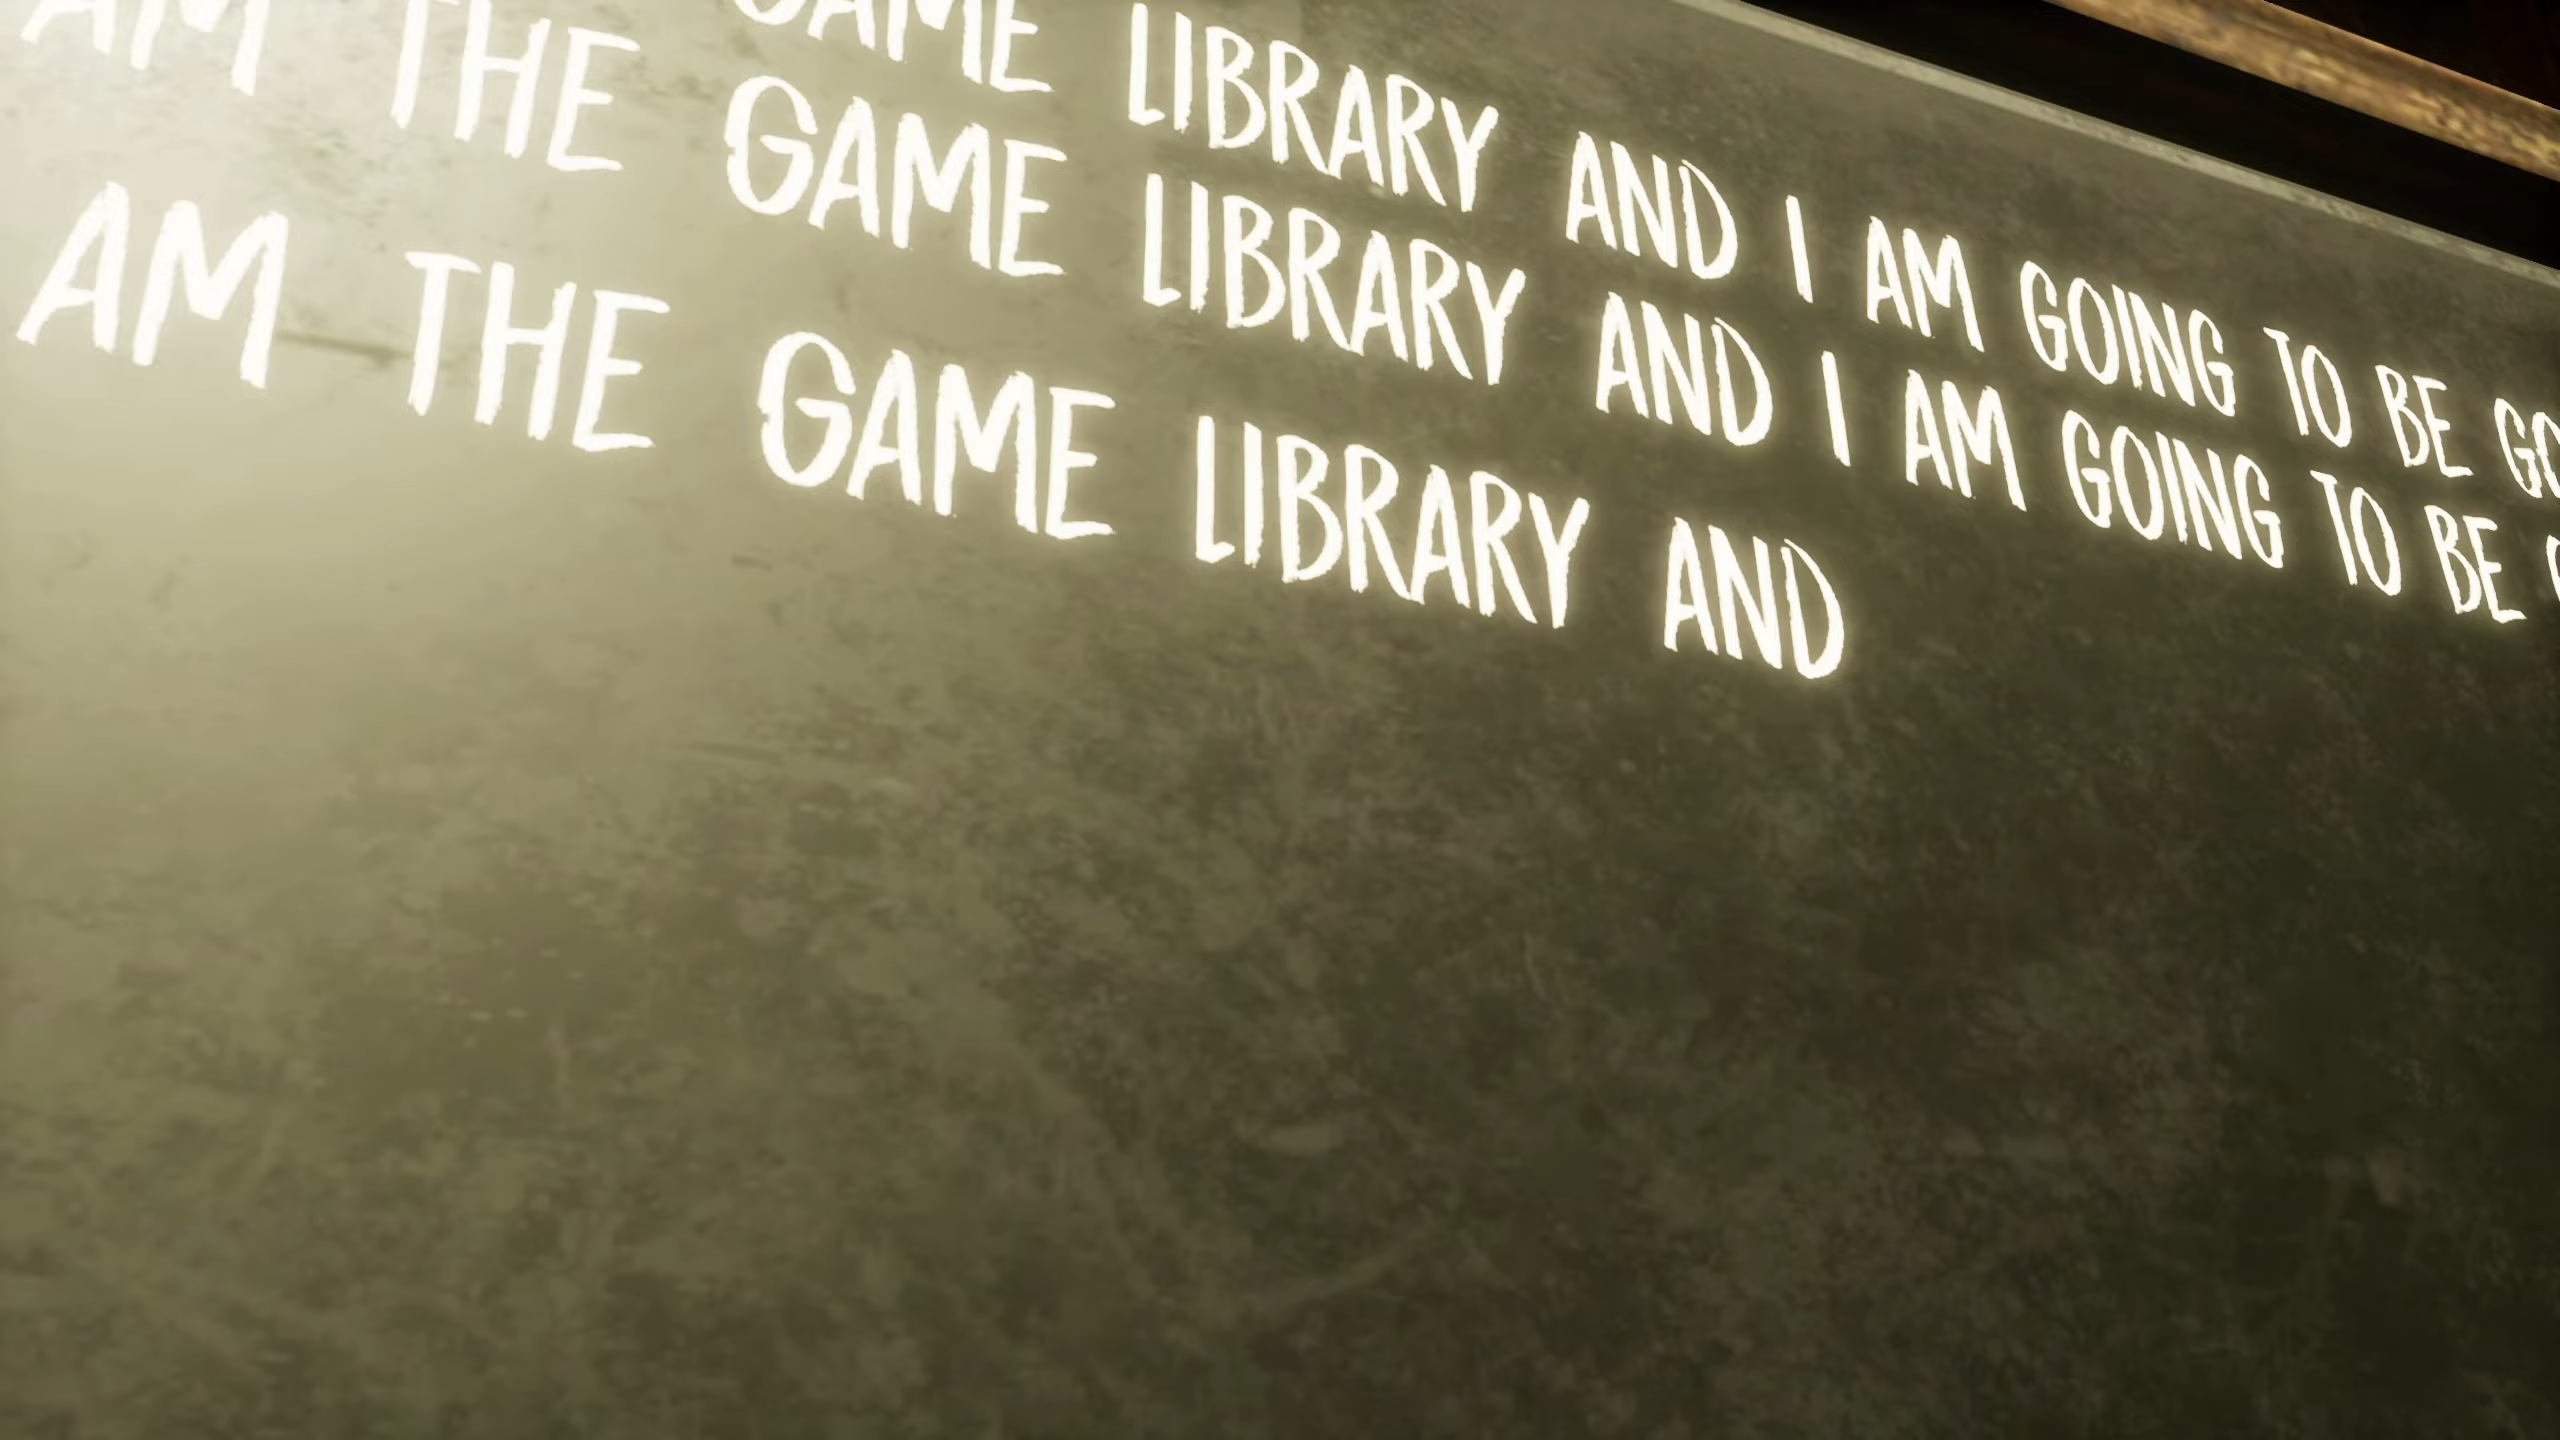 GAME LIBRARY AND I AM GOING TO BE
AM THE GAME LIBRARY AND I AM GOING TO BE
AM THE GAME LIBRARY AND